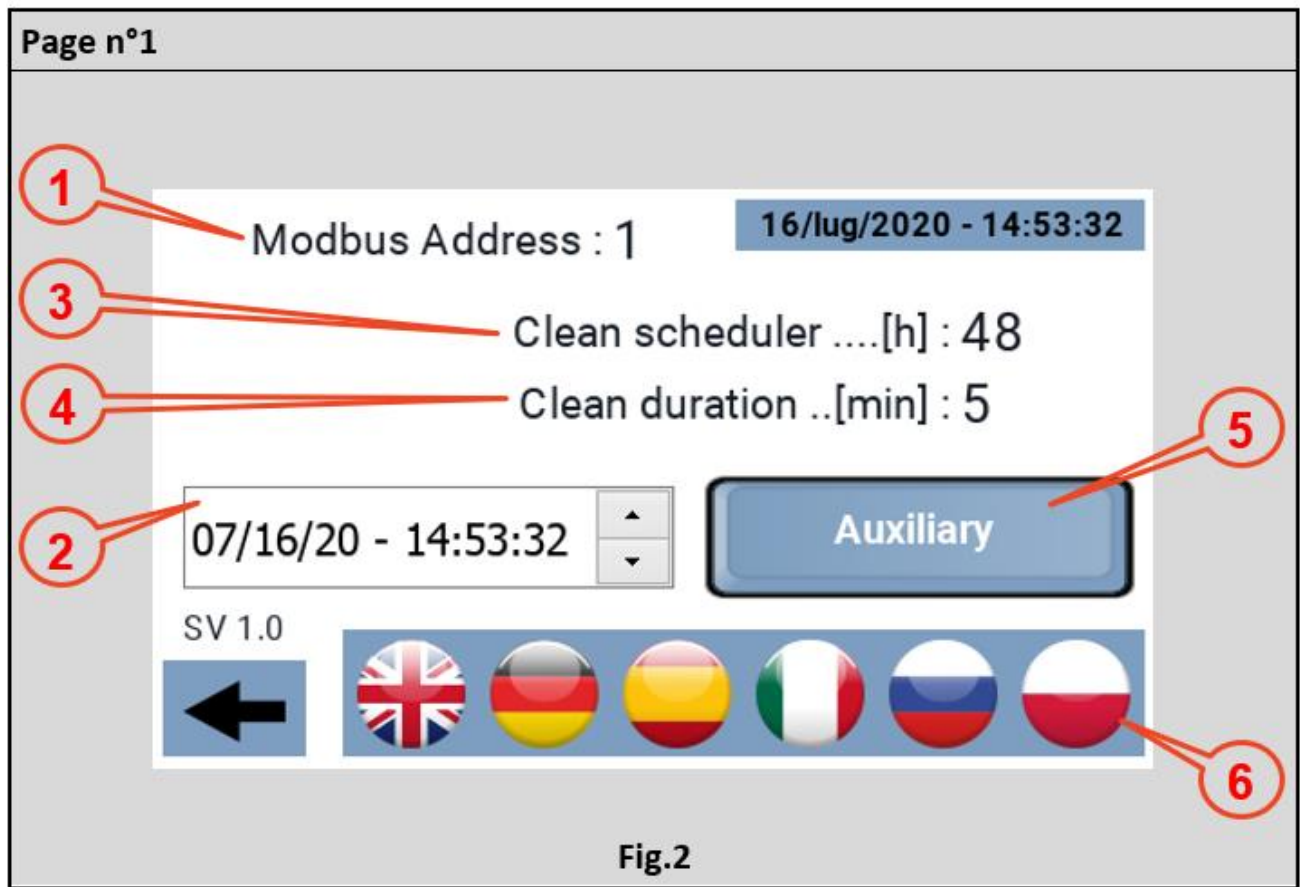 Page n°1
1
Modbus Address : 1
16/lug/2020 - 14:53:32
3
Clean scheduler ....[h] : 48
4
Clean duration ..[min] : 5
5
2
07/16/20 - 14:53:32
Auxiliary
SV 1.0
6
Fig.2